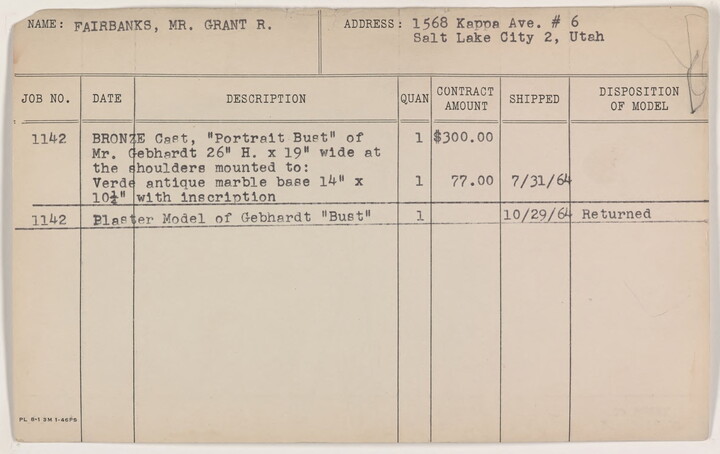 NAME: FAIRBANKS, MR. GRANT R. ADDRESS: 1568 Kappa Ave. # 6
Salt Lake City 2, Utah
JOB NO. DATE DESCRIPTION QUAN CONTRACT AMOUNT SHIPPED DISPOSITION OF MODEL
1142 BRONZE Cast, "Portrait Bust" of 1 $300.00
Mr. Gebhardt 26" H. x 19" wide at
the shoulders mounted to:
Verde antique marble base 14" x 1 77.00 7/31/64
10½" with inscription
1142 Plaster Model of Gebhardt "Bust" 1 10/29/64 Returned